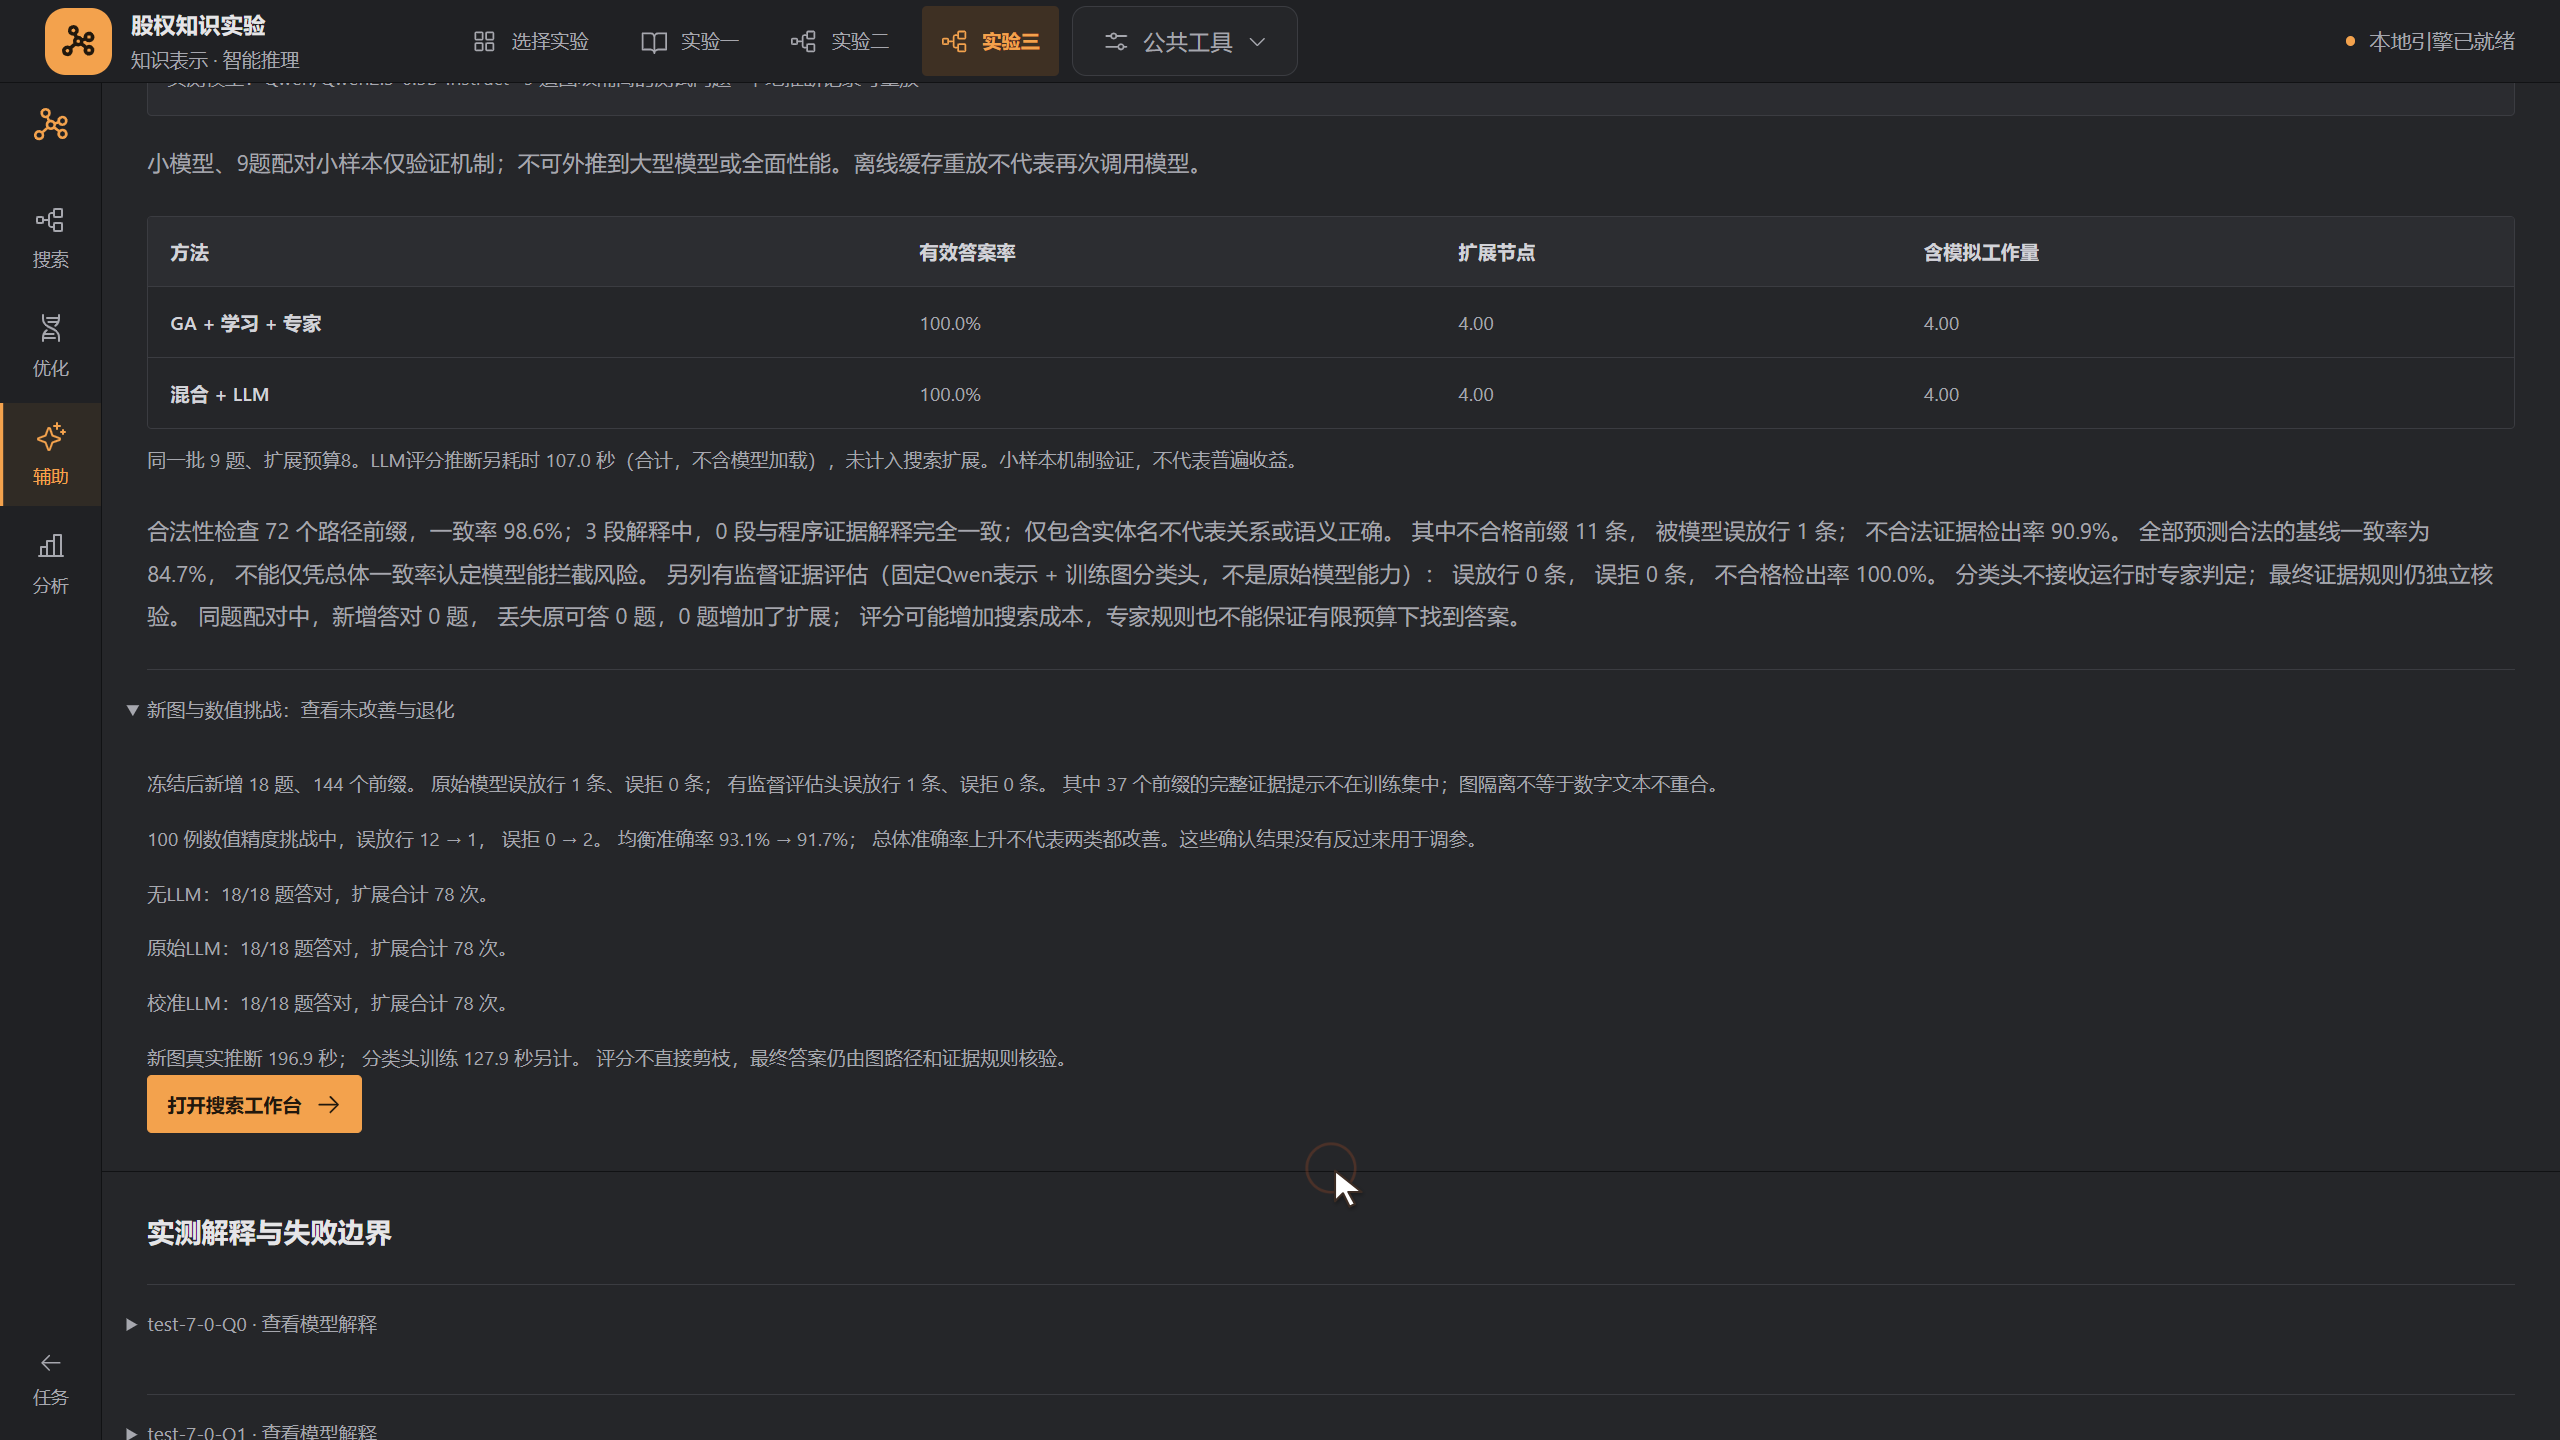 股权知识实验
知识表示 · 智能推理
选择实验
实验一
实验二
实验三
公共工具
本地引擎已就绪
搜索
优化
辅助
分析
任务
小模型、9题配对小样本仅验证机制；不可外推到大型模型或全面性能。离线缓存重放不代表再次调用模型。
方法 有效答案率 扩展节点 含模拟工作量
GA + 学习 + 专家 100.0% 4.00 4.00
混合 + LLM 100.0% 4.00 4.00
同一批 9 题、扩展预算8。LLM评分推断另耗时 107.0 秒（合计，不含模型加载），未计入搜索扩展。小样本机制验证，不代表普遍收益。
合法性检查 72 个路径前缀，一致率 98.6%；3 段解释中，0 段与程序证据解释完全一致；仅包含实体名不代表关系或语义正确。 其中不合格前缀 11 条， 被模型误放行 1 条； 不合法证据检出率 90.9%。 全部预测合法的基线一致率为
84.7%， 不能仅凭总体一致率认定模型能拦截风险。 另列有监督证据评估（固定Qwen表示 + 训练图分类头，不是原始模型能力）： 误放行 0 条， 误拒 0 条， 不合格检出率 100.0%。 分类头不接收运行时专家判定；最终证据规则仍独立核
验。 同题配对中，新增答对 0 题， 丢失原可答 0 题，0 题增加了扩展； 评分可能增加搜索成本，专家规则也不能保证有限预算下找到答案。
新图与数值挑战：查看未改善与退化
冻结后新增 18 题、144 个前缀。 原始模型误放行 1 条、误拒 0 条； 有监督评估头误放行 1 条、误拒 0 条。 其中 37 个前缀的完整证据提示不在训练集中；图隔离不等于数字文本不重合。
100 例数值精度挑战中，误放行 12 → 1， 误拒 0 → 2。 均衡准确率 93.1% → 91.7%； 总体准确率上升不代表两类都改善。这些确认结果没有反过来用于调参。
无LLM：18/18 题答对，扩展合计 78 次。
原始LLM：18/18 题答对，扩展合计 78 次。
校准LLM：18/18 题答对，扩展合计 78 次。
新图真实推断 196.9 秒； 分类头训练 127.9 秒另计。 评分不直接剪枝，最终答案仍由图路径和证据规则核验。
打开搜索工作台
实测解释与失败边界
test-7-0-Q0 · 查看模型解释
test-7-0-Q1 · 查看模型解释